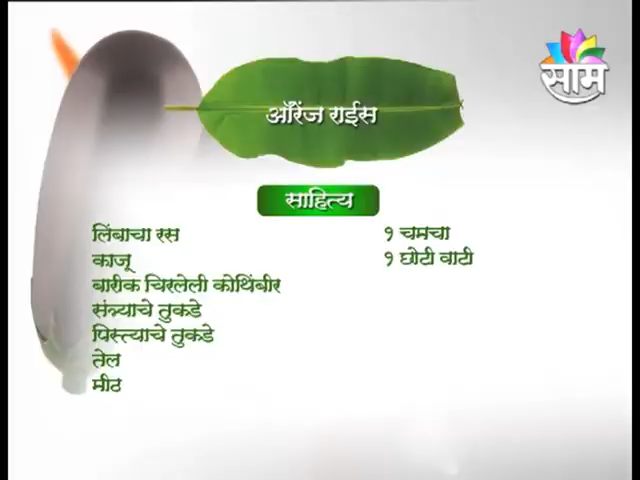 साम
ऑरेंज राईस
साहित्य
लिंबाचा रस १ चमचा
काजू १ छोटी वाटी
बारीक चिरलेली कोथिंबीर
संत्र्याचे तुकडे
पिस्त्याचे तुकडे
तेल
मीठ